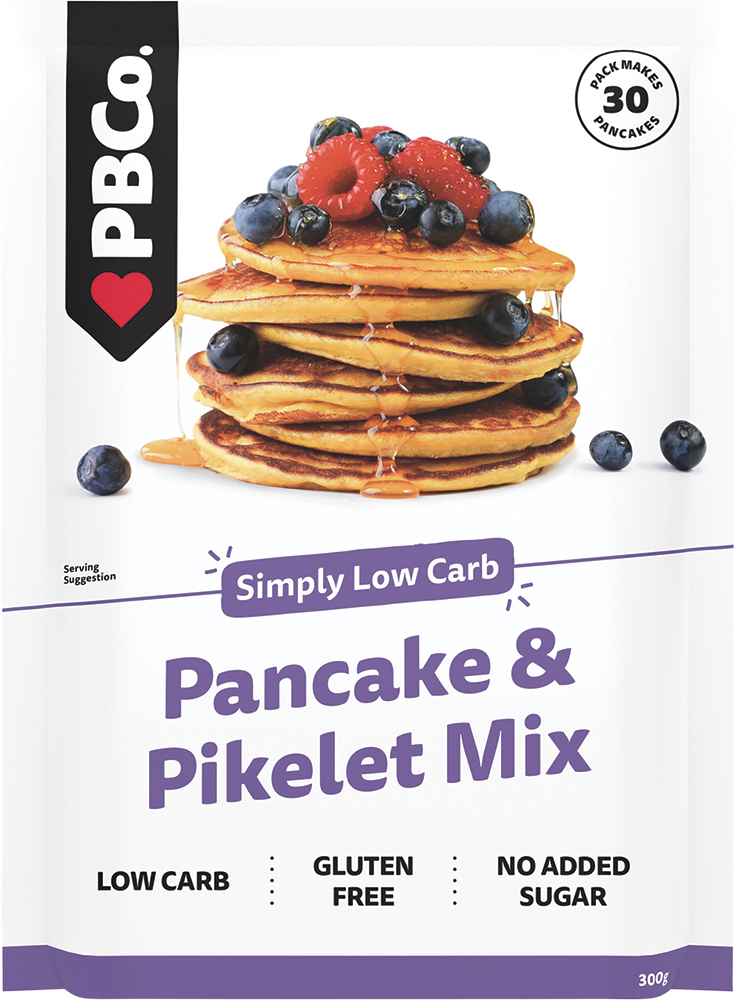 PBCo.
PACK MAKES
30
PANCAKES
Serving
Suggestion
Simply Low Carb
Pancake &
Pikelet Mix
LOW CARB
GLUTEN
FREE
NO ADDED
SUGAR
300g